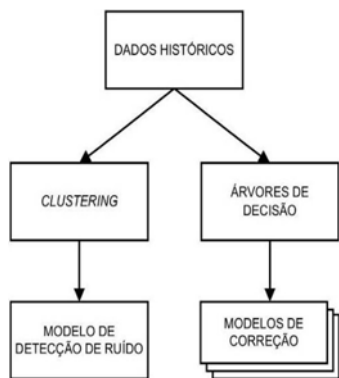 DADOS HISTÓRICOS
CLUSTERING
ÁRVORES DE
DECISÃO
MODELO DE
DETECÇÃO DE RUÍDO
MODELOS DE
CORREÇÃO